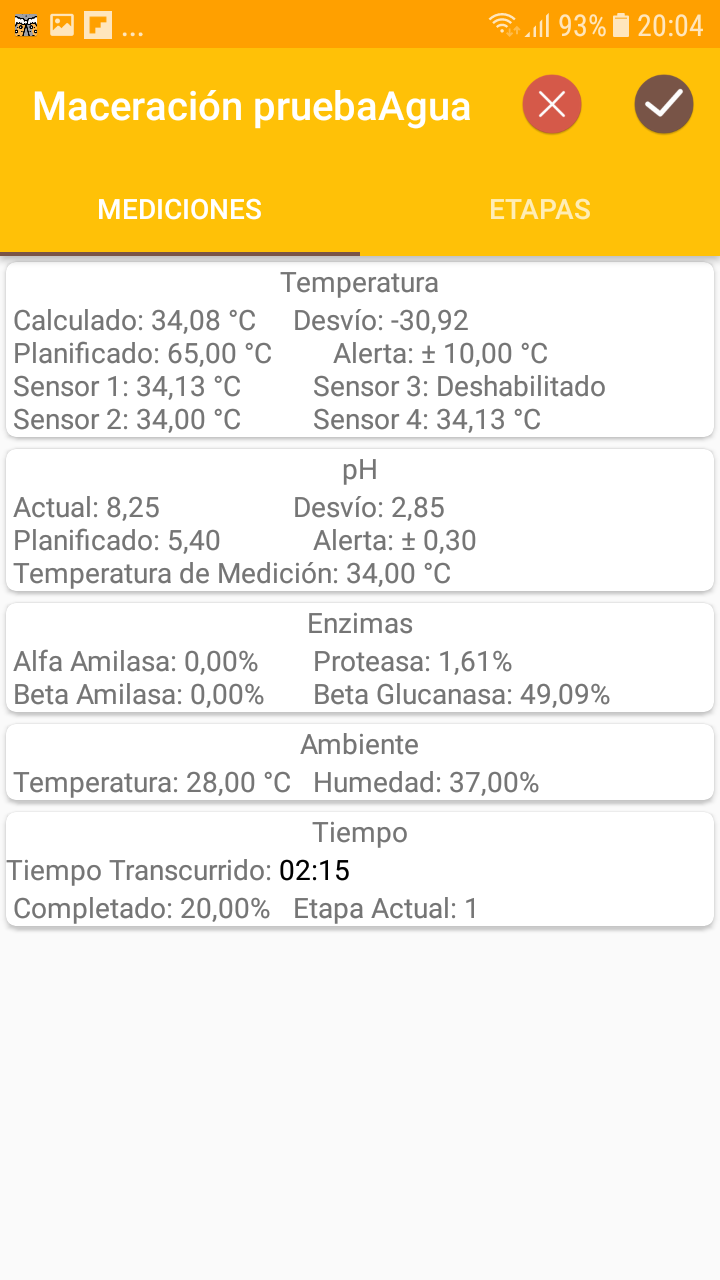 ... 93% 20:04
Maceración pruebaAgua
MEDICIONES ETAPAS
Temperatura
Calculado: 34,08 °C Desvío: -30,92
Planificado: 65,00 °C Alerta: ± 10,00 °C
Sensor 1: 34,13 °C Sensor 3: Deshabilitado
Sensor 2: 34,00 °C Sensor 4: 34,13 °C
pH
Actual: 8,25 Desvío: 2,85
Planificado: 5,40 Alerta: ± 0,30
Temperatura de Medición: 34,00 °C
Enzimas
Alfa Amilasa: 0,00% Proteasa: 1,61%
Beta Amilasa: 0,00% Beta Glucanasa: 49,09%
Ambiente
Temperatura: 28,00 °C Humedad: 37,00%
Tiempo
Tiempo Transcurrido: 02:15
Completado: 20,00% Etapa Actual: 1